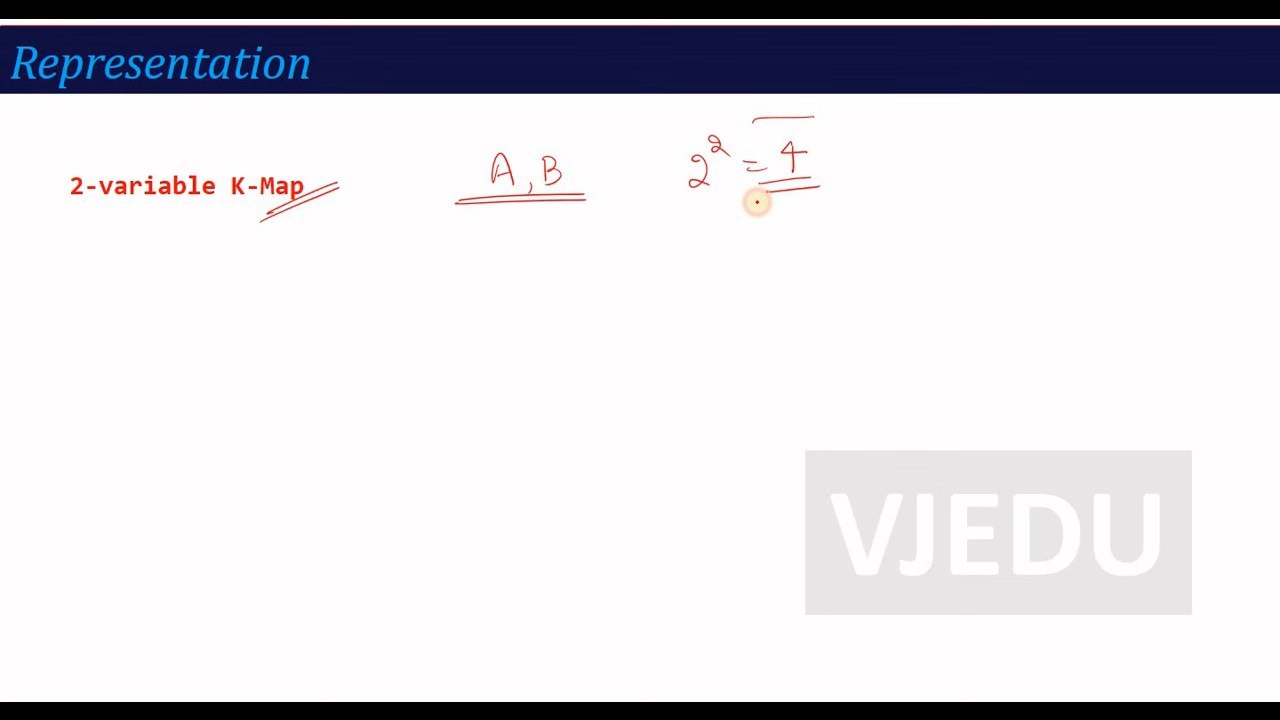 Representation
2-variable K-Map A, B 2² = 4
VJEDU